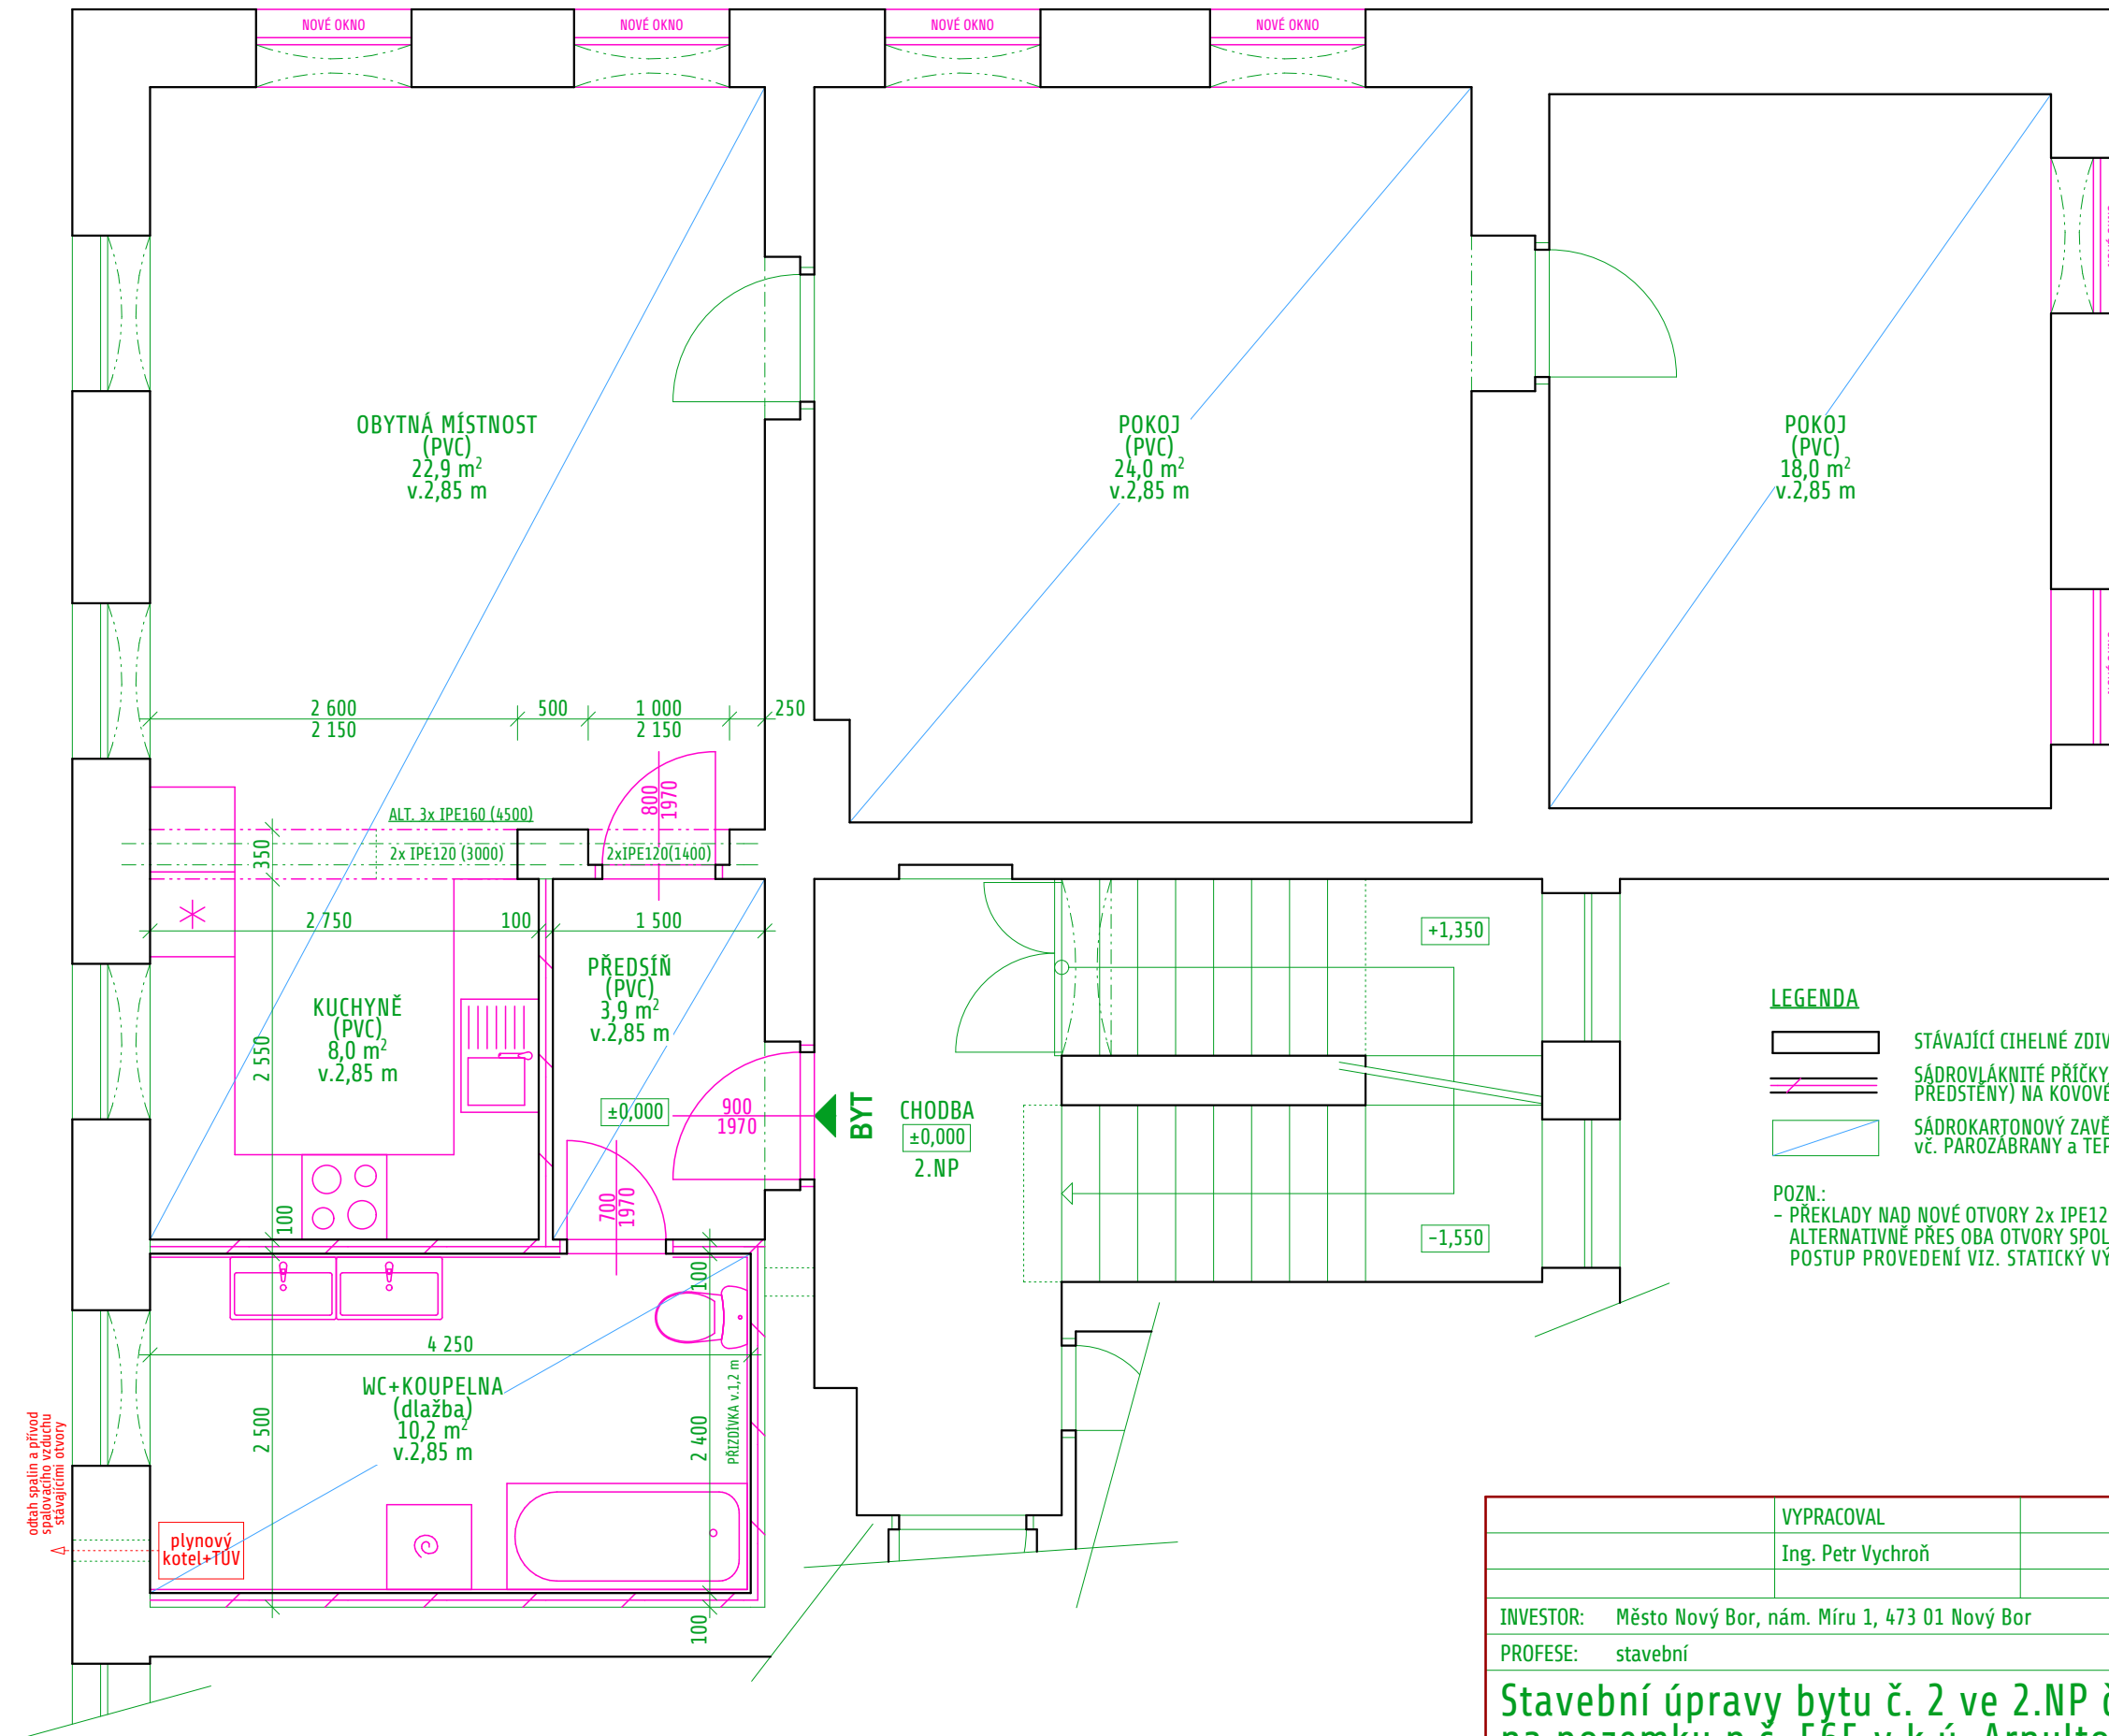 NOVÉ OKNO
NOVÉ OKNO
NOVÉ OKNO
NOVÉ OKNO
OBYTNÁ MÍSTNOST
(PVC)
22,9 m²
v.2,85 m
POKOJ
(PVC)
24,0 m²
v.2,85 m
POKOJ
(PVC)
18,0 m²
v.2,85 m
2 600
2 150
500
1 000
2 150
250
800
1970
ALT. 3x IPE160 (4500)
2x IPE120 (3000)
2xIPE120(1400)
350
2 750
100
1 500
PŘEDSÍŇ
(PVC)
3,9 m²
v.2,85 m
KUCHYNĚ
(PVC)
8,0 m²
v.2,85 m
2 550
±0,000
900
1970
BYT
CHODBA
±0,000
2.NP
+1,350
-1,550
700
1970
100
100
4 250
WC+KOUPELNA
(dlažba)
10,2 m²
v.2,85 m
2 500
2 400
PŘIZDÍVKA v.1,2 m
100
odtah spalin a přívod
spalovacího vzduchu
stávajícími otvory
plynový
kotel+TUV
LEGENDA
STÁVAJÍCÍ CIHELNÉ ZDIV
SÁDROVLÁKNITÉ PŘÍČKY
PŘEDSTĚNY) NA KOVOVÉ
SÁDROKARTONOVÝ ZAVĚ
vč. PAROZÁBRANY a TEP
POZN.:
- PŘEKLADY NAD NOVÉ OTVORY 2x IPE12
ALTERNATIVNĚ PŘES OBA OTVORY SPOL
POSTUP PROVEDENÍ VIZ. STATICKÝ VÝ
VYPRACOVAL
Ing. Petr Vychroň
INVESTOR: Město Nový Bor, nám. Míru 1, 473 01 Nový Bor
PROFESE: stavební
Stavební úpravy bytu č. 2 ve 2.NP č